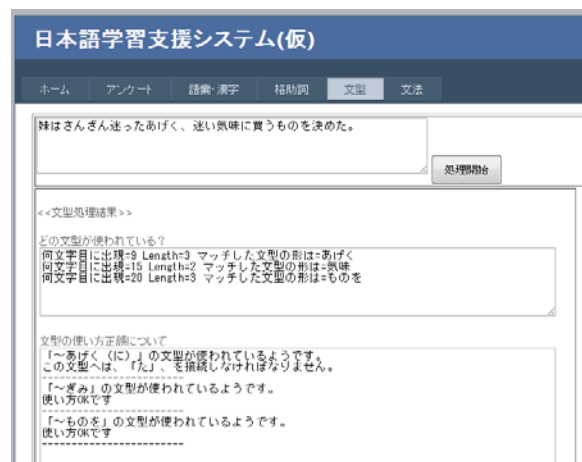 日本語学習支援システム(仮)
ホーム アンケート 語彙・漢字 格助詞 文型 文法
妹はさんざん迷ったあげく、迷い気味に買うものを決めた。
処理開始
<<文型処理結果>>
どの文型が使われている?
何文字目に出現=9 Length=3 マッチした文型の形は=あげく
何文字目に出現=15 Length=2 マッチした文型の形は=気味
何文字目に出現=20 Length=3 マッチした文型の形は=ものを
文型の使い方正誤について
「~あげく(に)」の文型が使われているようです。
この文型へは、「た」、を接続しなければなりません。
------------------------
「~ぎみ」の文型が使われているようです。
使い方OKです
------------------------
「~ものを」の文型が使われているようです。
使い方OKです
------------------------